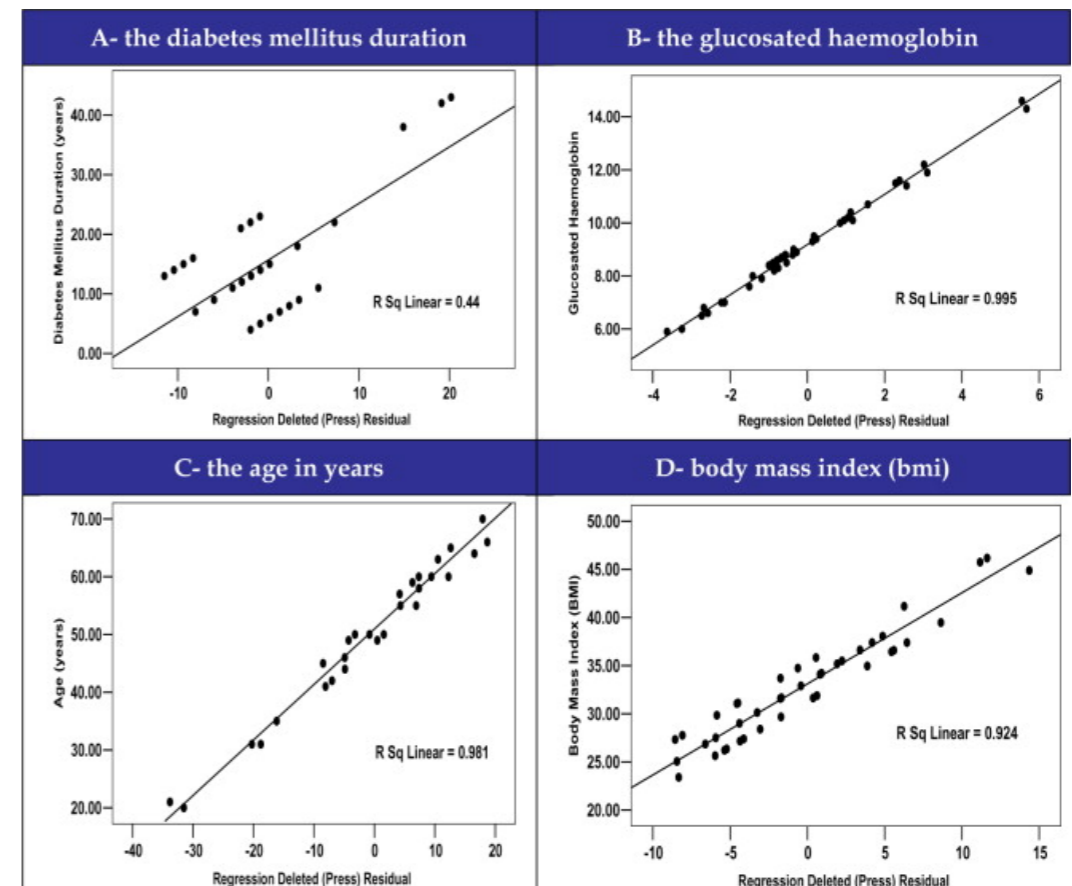 A- the diabetes mellitus duration
Diabetes Mellitus Duration (years)
40.00
30.00
20.00
10.00
0.00
R Sq Linear = 0.44
-10
0
10
20
Regression Deleted (Press) Residual
B- the glucosated haemoglobin
Glucosated Haemoglobin
14.00
12.00
10.00
8.00
6.00
R Sq Linear = 0.995
-4
-2
0
2
4
6
Regression Deleted (Press) Residual
C- the age in years
Age (years)
70.00
60.00
50.00
40.00
30.00
20.00
R Sq Linear = 0.981
-40
-30
-20
-10
0
10
20
Regression Deleted (Press) Residual
D- body mass index (bmi)
Body Mass Index (BMI)
50.00
45.00
40.00
35.00
30.00
25.00
20.00
R Sq Linear = 0.924
-10
-5
0
5
10
15
Regression Deleted (Press) Residual